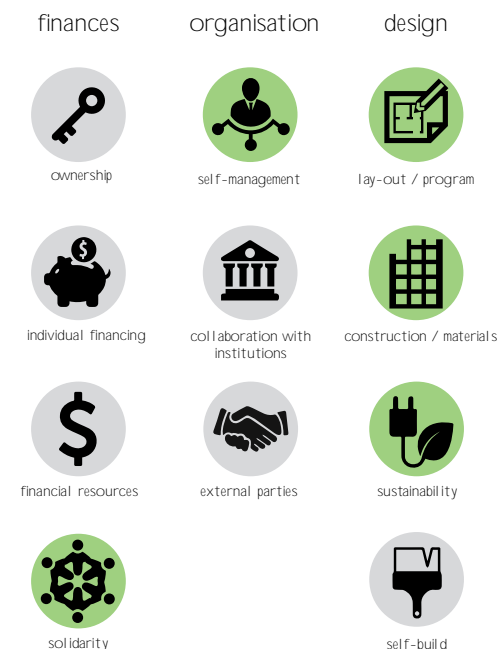 finances
organisation
design
ownership
self-management
lay-out / program
$
individual financing
collaboration with
institutions
construction / materials
$
financial resources
external parties
sustainability
solidarity
self-build